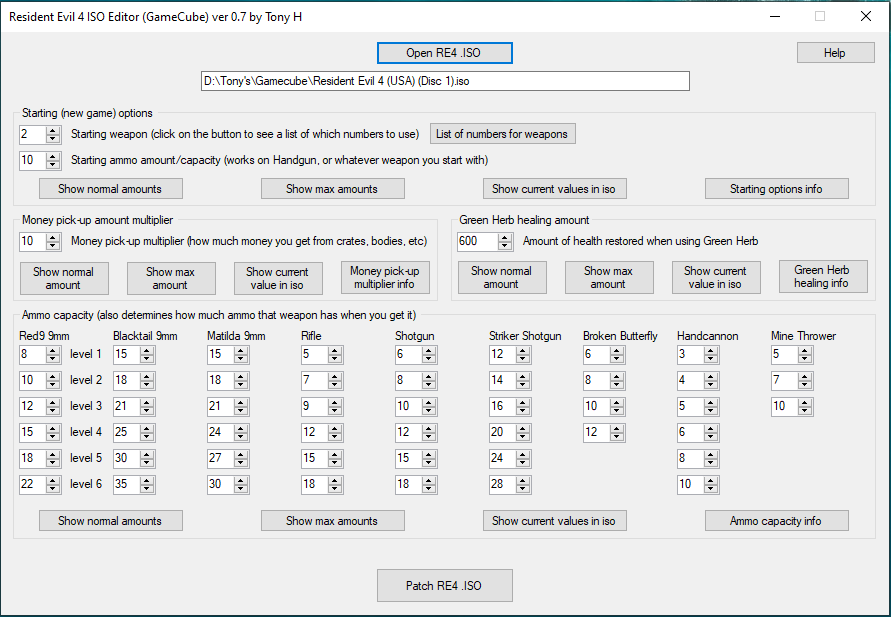 Resident Evil 4 ISO Editor (GameCube) ver 0.7 by Tony H
Open RE4 .ISO
Help
D:\Tony's\Gamecube\Resident Evil 4 (USA) (Disc 1).iso
Starting (new game) options
2 Starting weapon (click on the button to see a list of which numbers to use) List of numbers for weapons
10 Starting ammo amount/capacity (works on Handgun, or whatever weapon you start with)
Show normal amounts Show max amounts Show current values in iso Starting options info
Money pick-up amount multiplier
10 Money pick-up multiplier (how much money you get from crates, bodies, etc)
Show normal amount
Show max amount
Show current value in iso
Money pick-up multiplier info
Green Herb healing amount
600 Amount of health restored when using Green Herb
Show normal amount
Show max amount
Show current value in iso
Green Herb healing info
Ammo capacity (also determines how much ammo that weapon has when you get it)
Red9 9mm Blacktail 9mm Matilda 9mm Rifle Shotgun Striker Shotgun Broken Butterfly Handcannon Mine Thrower
8 level 1 15 15 5 6 12 6 3 5
10 level 2 18 18 7 8 14 8 4 7
12 level 3 21 21 9 10 16 10 5 10
15 level 4 25 24 12 12 20 12 6
18 level 5 30 27 15 15 24 8
22 level 6 35 30 18 18 28 10
Show normal amounts Show max amounts Show current values in iso Ammo capacity info
Patch RE4 .ISO